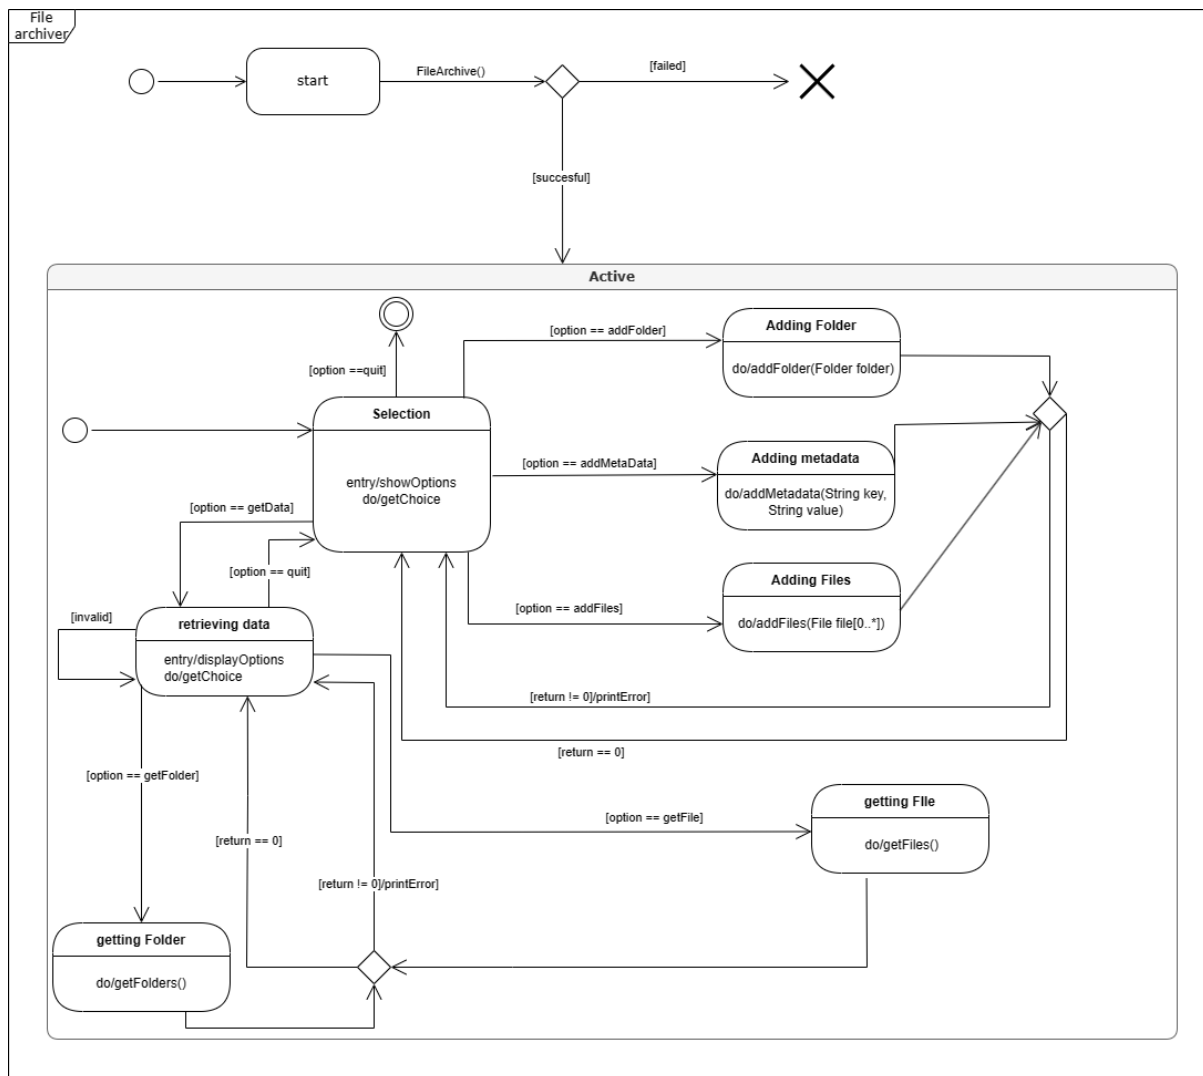 File
archiver
start
FileArchive()
[failed]
[succesful]
Active
[option ==quit]
[option == addFolder]
Adding Folder
do/addFolder(Folder folder)
Selection
entry/showOptions
do/getChoice
[option == addMetaData]
Adding metadata
do/addMetadata(String key,
String value)
[option == getData]
[option == quit]
[option == addFiles]
Adding Files
do/addFiles(File file[0..*])
[invalid]
retrieving data
entry/displayOptions
do/getChoice
[return != 0]/printError]
[return == 0]
[option == getFolder]
[option == getFile]
getting FIle
do/getFiles()
[return == 0]
[return != 0]/printError]
getting Folder
do/getFolders()